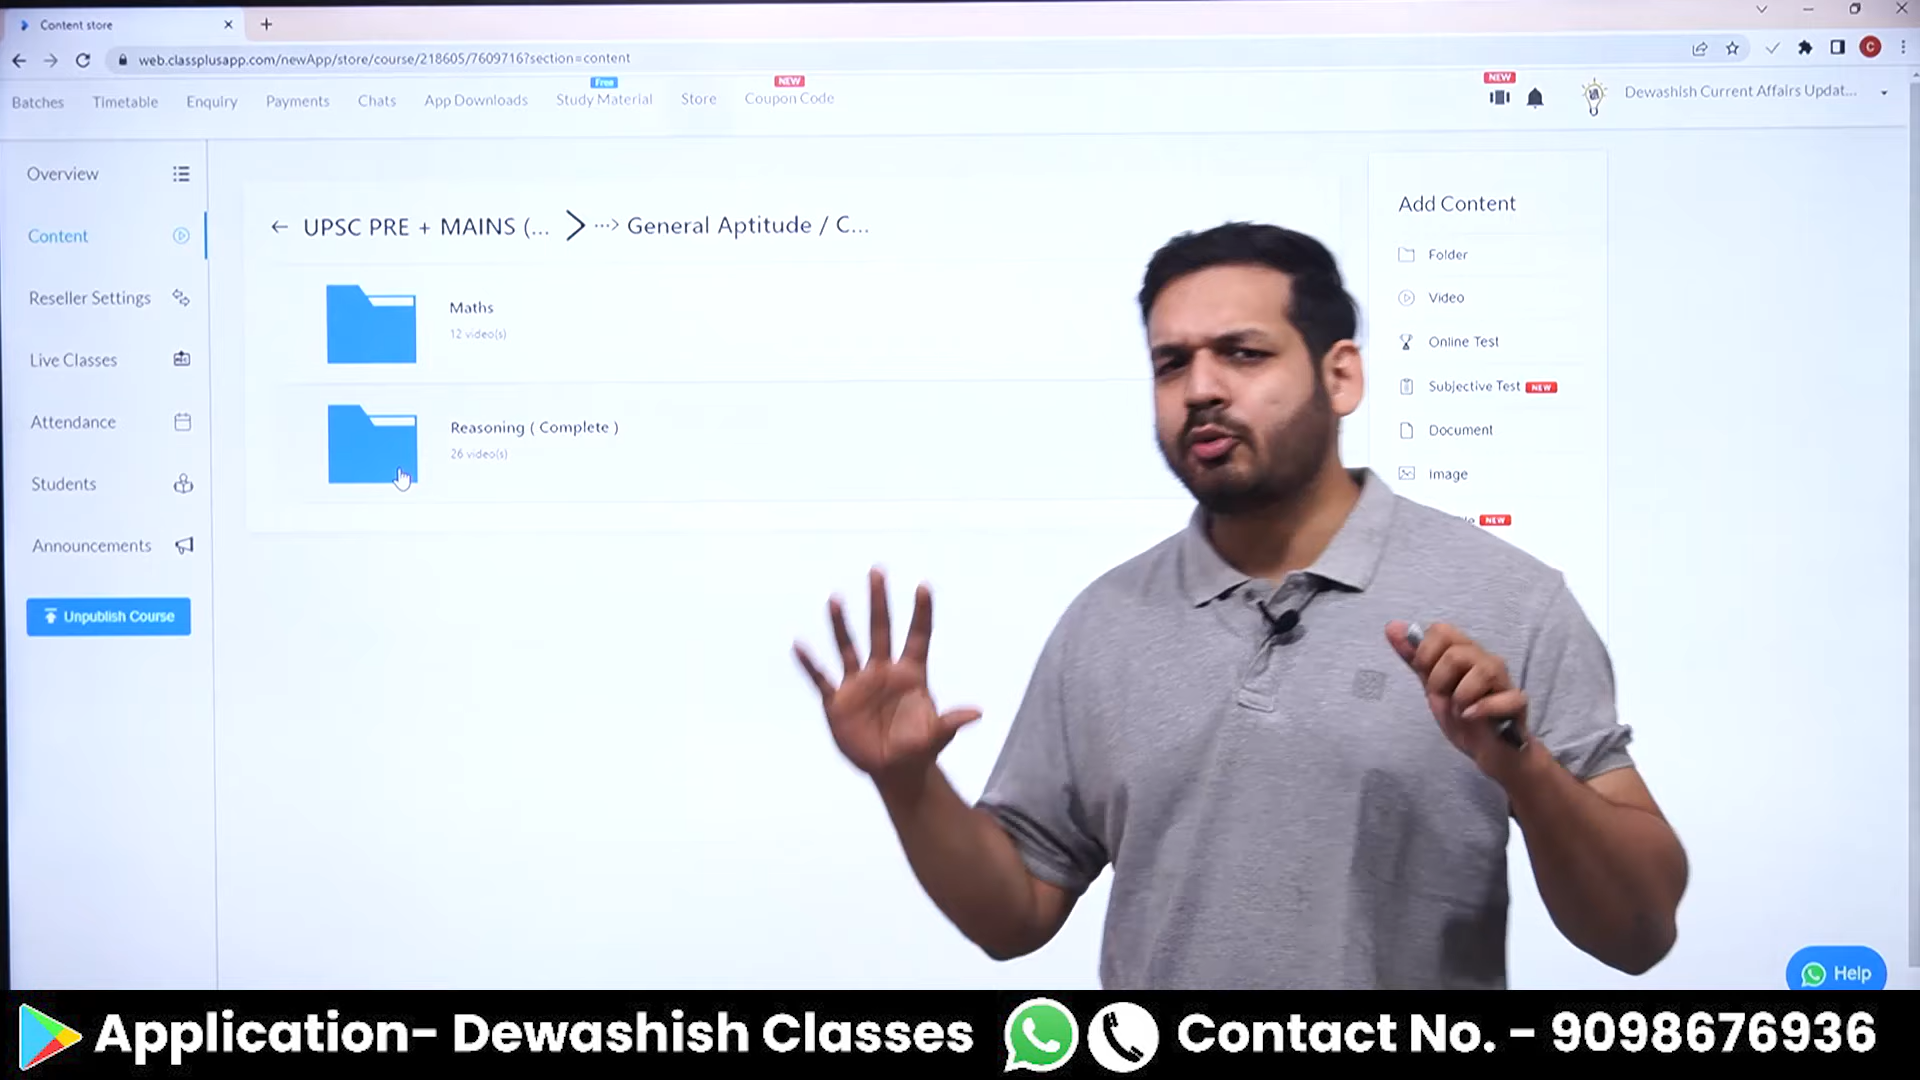 Content store
web.classplusapp.com/newApp/store/course/218605/7609716?section=content
C
Batches
Timetable
Enquiry
Payments
Chats
App Downloads
Free
Study Material
Store
NEW
Coupon Code
NEW
Dewashish Current Affairs Updat...
Overview
Content
Reseller Settings
Live Classes
Attendance
Students
Announcements
Unpublish Course
UPSC PRE + MAINS (...
General Aptitude / C...
Maths
12 video(s)
Reasoning ( Complete )
26 video(s)
Add Content
Folder
Video
Online Test
Subjective Test NEW
Document
Image
NEW
Help
Application- Dewashish Classes
Contact No. - 9098676936